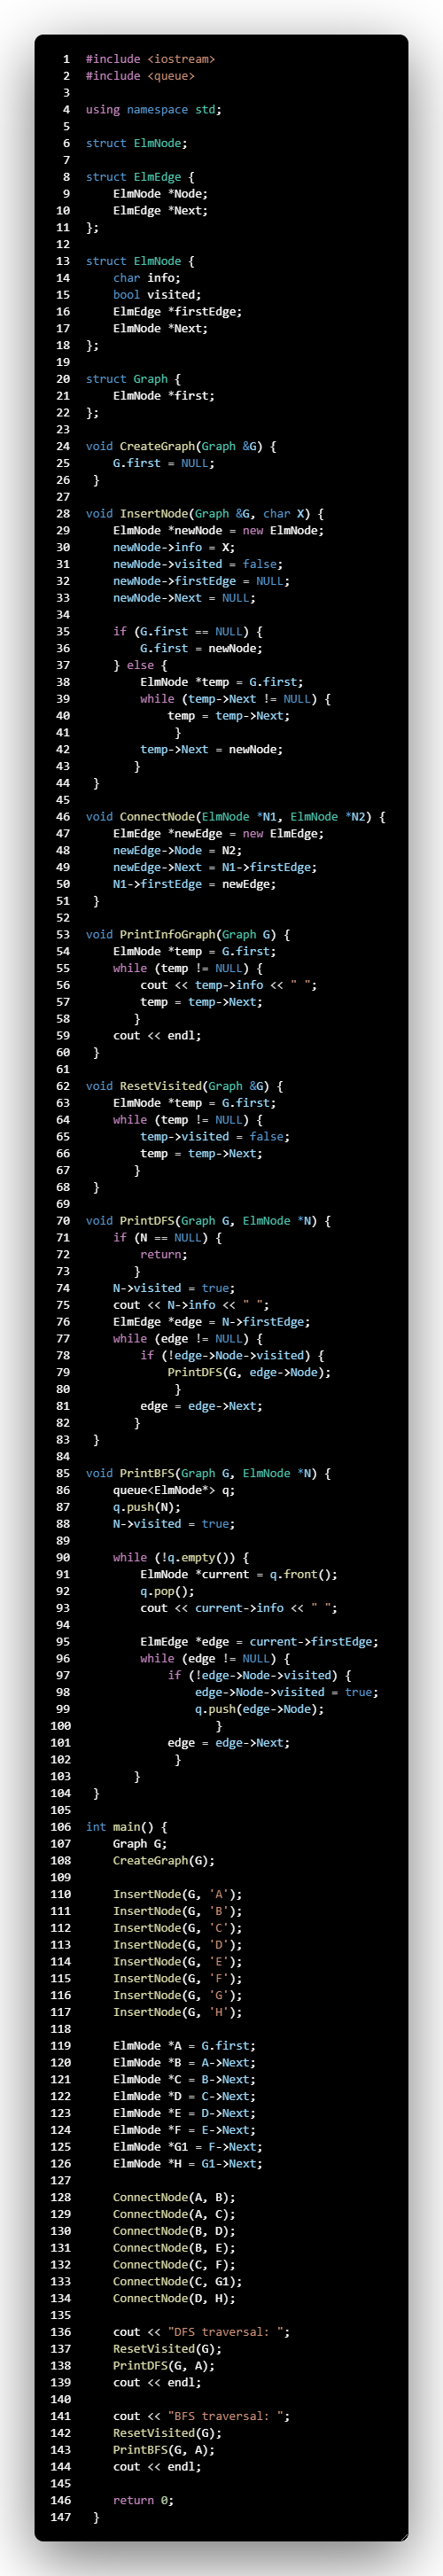 1 #include <iostream>
2 #include <queue>
3
4 using namespace std;
5
6 struct ElmNode;
7
8 struct ElmEdge {
9     ElmNode *Node;
10     ElmEdge *Next;
11 };
12
13 struct ElmNode {
14     char info;
15     bool visited;
16     ElmEdge *firstEdge;
17     ElmNode *Next;
18 };
19
20 struct Graph {
21     ElmNode *first;
22 };
23
24 void CreateGraph(Graph &G) {
25     G.first = NULL;
26  }
27
28 void InsertNode(Graph &G, char X) {
29     ElmNode *newNode = new ElmNode;
30     newNode->info = X;
31     newNode->visited = false;
32     newNode->firstEdge = NULL;
33     newNode->Next = NULL;
34
35     if (G.first == NULL) {
36         G.first = newNode;
37     } else {
38         ElmNode *temp = G.first;
39         while (temp->Next != NULL) {
40             temp = temp->Next;
41              }
42         temp->Next = newNode;
43        }
44  }
45
46 void ConnectNode(ElmNode *N1, ElmNode *N2) {
47     ElmEdge *newEdge = new ElmEdge;
48     newEdge->Node = N2;
49     newEdge->Next = N1->firstEdge;
50     N1->firstEdge = newEdge;
51  }
52
53 void PrintInfoGraph(Graph G) {
54     ElmNode *temp = G.first;
55     while (temp != NULL) {
56         cout << temp->info << " ";
57         temp = temp->Next;
58        }
59     cout << endl;
60  }
61
62 void ResetVisited(Graph &G) {
63     ElmNode *temp = G.first;
64     while (temp != NULL) {
65         temp->visited = false;
66         temp = temp->Next;
67        }
68  }
69
70 void PrintDFS(Graph G, ElmNode *N) {
71     if (N == NULL) {
72         return;
73        }
74     N->visited = true;
75     cout << N->info << " ";
76     ElmEdge *edge = N->firstEdge;
77     while (edge != NULL) {
78         if (!edge->Node->visited) {
79             PrintDFS(G, edge->Node);
80              }
81         edge = edge->Next;
82        }
83  }
84
85 void PrintBFS(Graph G, ElmNode *N) {
86     queue<ElmNode*> q;
87     q.push(N);
88     N->visited = true;
89
90     while (!q.empty()) {
91         ElmNode *current = q.front();
92         q.pop();
93         cout << current->info << " ";
94
95         ElmEdge *edge = current->firstEdge;
96         while (edge != NULL) {
97             if (!edge->Node->visited) {
98                 edge->Node->visited = true;
99                 q.push(edge->Node);
100                    }
101             edge = edge->Next;
102              }
103        }
104  }
105
106 int main() {
107     Graph G;
108     CreateGraph(G);
109
110     InsertNode(G, 'A');
111     InsertNode(G, 'B');
112     InsertNode(G, 'C');
113     InsertNode(G, 'D');
114     InsertNode(G, 'E');
115     InsertNode(G, 'F');
116     InsertNode(G, 'G');
117     InsertNode(G, 'H');
118
119     ElmNode *A = G.first;
120     ElmNode *B = A->Next;
121     ElmNode *C = B->Next;
122     ElmNode *D = C->Next;
123     ElmNode *E = D->Next;
124     ElmNode *F = E->Next;
125     ElmNode *G1 = F->Next;
126     ElmNode *H = G1->Next;
127
128     ConnectNode(A, B);
129     ConnectNode(A, C);
130     ConnectNode(B, D);
131     ConnectNode(B, E);
132     ConnectNode(C, F);
133     ConnectNode(C, G1);
134     ConnectNode(D, H);
135
136     cout << "DFS traversal: ";
137     ResetVisited(G);
138     PrintDFS(G, A);
139     cout << endl;
140
141     cout << "BFS traversal: ";
142     ResetVisited(G);
143     PrintBFS(G, A);
144     cout << endl;
145
146     return 0;
147  }